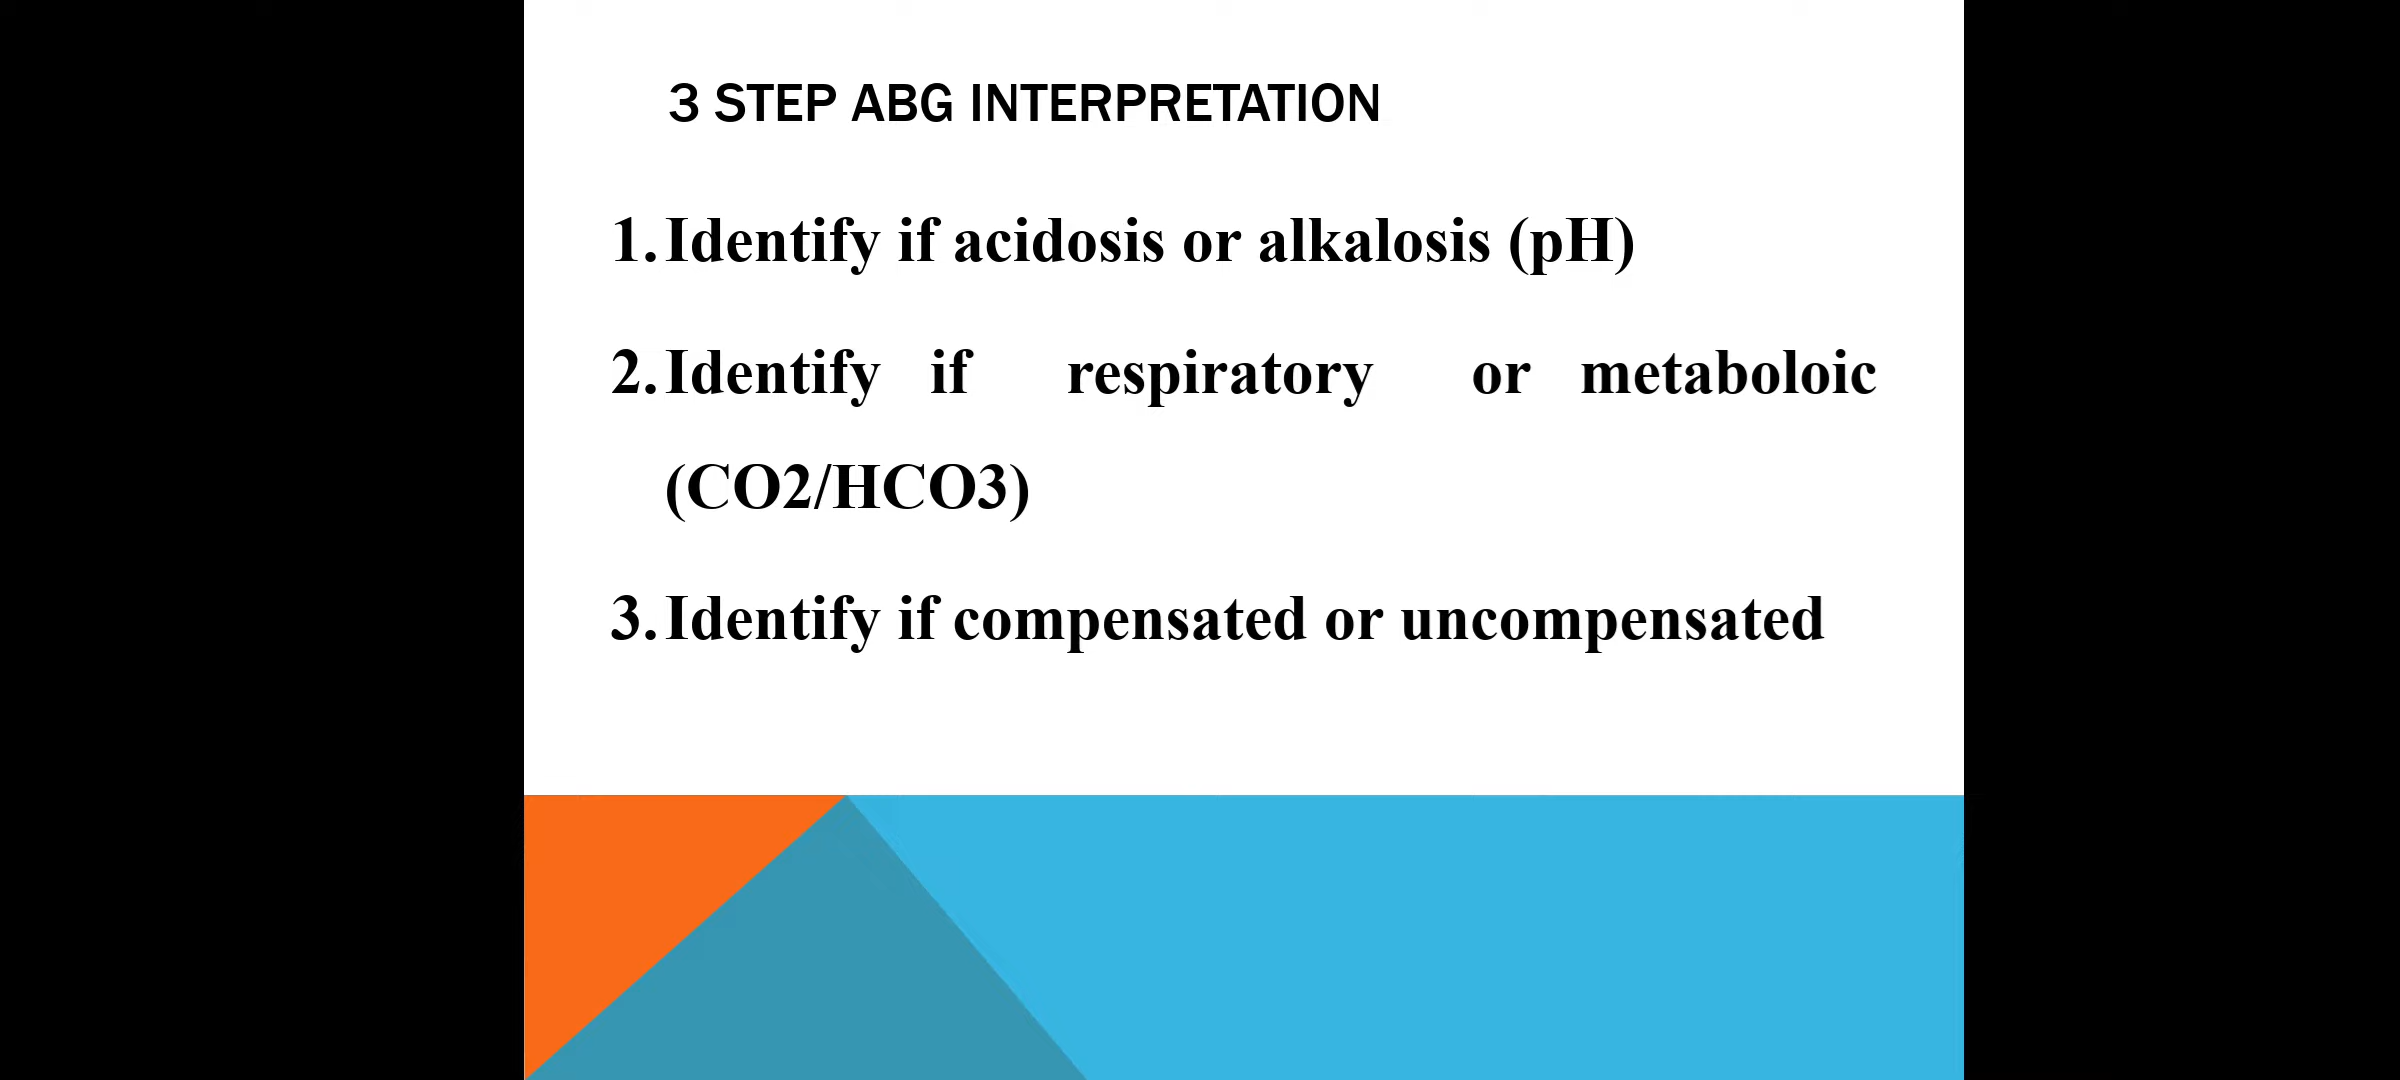 3 STEP ABG INTERPRETATION
1. Identify if acidosis or alkalosis (pH)
2. Identify if respiratory or metaboloic
(CO2/HCO3)
3. Identify if compensated or uncompensated